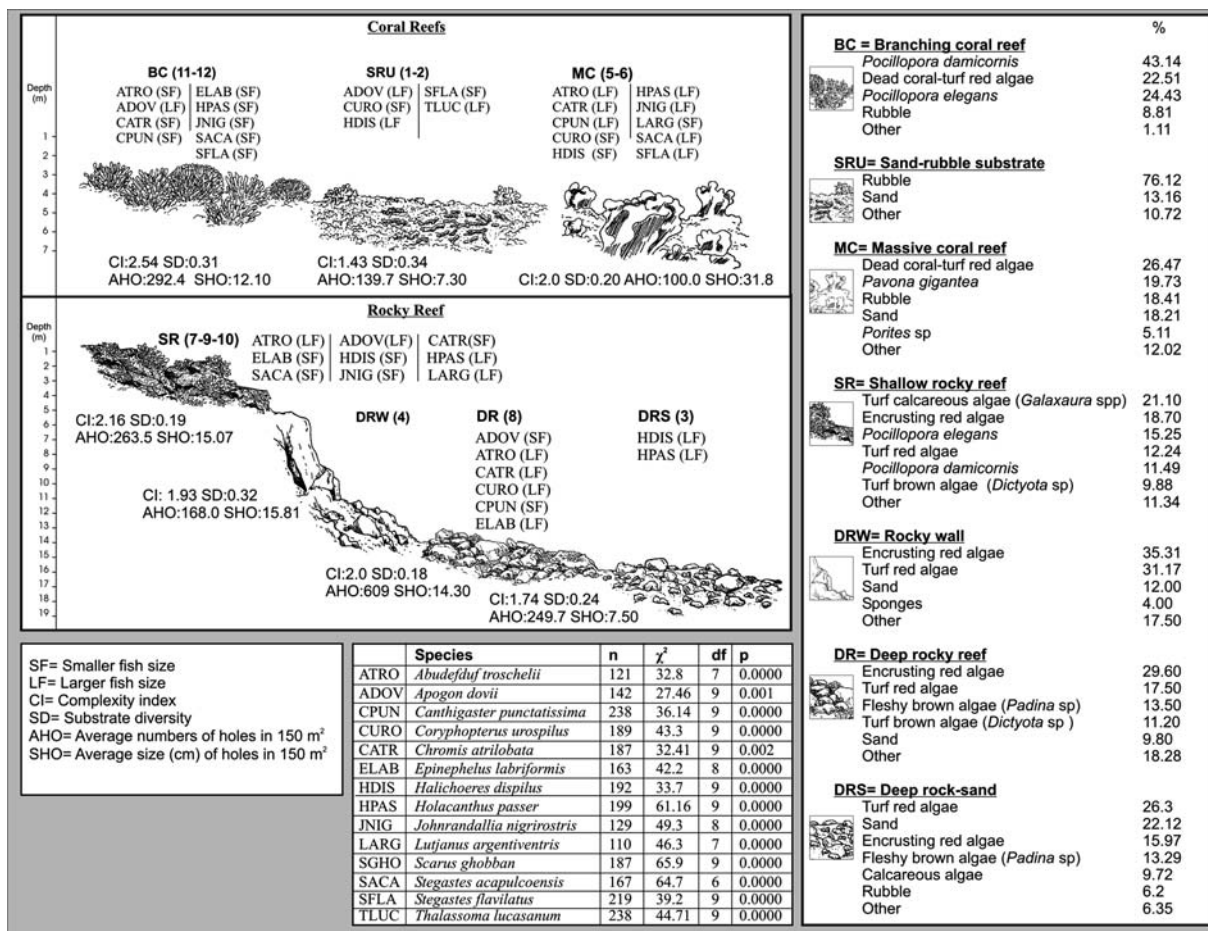 Coral Reefs
Depth
(m)
1
2
3
4
5
6
7
BC (11-12)
ATRO (SF) ELAB (SF)
ADOV (LF) HPAS (SF)
CATR (SF) JNIG (SF)
CPUN (SF) SACA (SF)
SFLA (SF)
CI:2.54 SD:0.31
AHO:292.4 SHO:12.10
SRU (1-2)
ADOV (LF) SFLA (SF)
CURO (SF) TLUC (LF)
HDIS (LF
CI:1.43 SD:0.34
AHO:139.7 SHO:7.30
MC (5-6)
ATRO (LF) HPAS (LF)
CATR (LF) JNIG (LF)
CPUN (LF) LARG (SF)
CURO (SF) SACA (LF)
HDIS (SF) SFLA (LF)
CI:2.0 SD:0.20 AHO:100.0 SHO:31.8
Rocky Reef
Depth
(m)
1
2
3
4
5
6
7
8
9
10
11
12
13
14
15
16
17
18
19
SR (7-9-10)
ATRO (LF) ADOV(LF) CATR(SF)
ELAB (SF) HDIS (SF) HPAS (LF)
SACA (SF) JNIG (SF) LARG (LF)
CI:2.16 SD:0.19
AHO:263.5 SHO:15.07
DRW (4)
CI: 1.93 SD:0.32
AHO:168.0 SHO:15.81
DR (8)
ADOV (SF)
ATRO (LF)
CATR (LF)
CURO (LF)
CPUN (SF)
ELAB (LF)
CI:2.0 SD:0.18
AHO:609 SHO:14.30
DRS (3)
HDIS (LF)
HPAS (LF)
CI:1.74 SD:0.24
AHO:249.7 SHO:7.50
SF= Smaller fish size
LF= Larger fish size
CI= Complexity index
SD= Substrate diversity
AHO= Average numbers of holes in 150 m²
SHO= Average size (cm) of holes in 150 m²
Species n χ² df p
ATRO Abudefduf troschelii 121 32.8 7 0.0000
ADOV Apogon dovii 142 27.46 9 0.001
CPUN Canthigaster punctatissima 238 36.14 9 0.0000
CURO Coryphopterus urospilus 189 43.3 9 0.0000
CATR Chromis atrilobata 187 32.41 9 0.002
ELAB Epinephelus labriformis 163 42.2 8 0.0000
HDIS Halichoeres dispilus 192 33.7 9 0.0000
HPAS Holacanthus passer 199 61.16 9 0.0000
JNIG Johnrandallia nigrirostris 129 49.3 8 0.0000
LARG Lutjanus argentiventris 110 46.3 7 0.0000
SGHO Scarus ghobban 187 65.9 9 0.0000
SACA Stegastes acapulcoensis 167 64.7 6 0.0000
SFLA Stegastes flavilatus 219 39.2 9 0.0000
TLUC Thalassoma lucasanum 238 44.71 9 0.0000
%
BC = Branching coral reef
Pocillopora damicornis 43.14
Dead coral-turf red algae 22.51
Pocillopora elegans 24.43
Rubble 8.81
Other 1.11
SRU= Sand-rubble substrate
Rubble 76.12
Sand 13.16
Other 10.72
MC= Massive coral reef
Dead coral-turf red algae 26.47
Pavona gigantea 19.73
Rubble 18.41
Sand 18.21
Porites sp 5.11
Other 12.02
SR= Shallow rocky reef
Turf calcareous algae (Galaxaura spp) 21.10
Encrusting red algae 18.70
Pocillopora elegans 15.25
Turf red algae 12.24
Pocillopora damicornis 11.49
Turf brown algae (Dictyota sp) 9.88
Other 11.34
DRW= Rocky wall
Encrusting red algae 35.31
Turf red algae 31.17
Sand 12.00
Sponges 4.00
Other 17.50
DR= Deep rocky reef
Encrusting red algae 29.60
Turf red algae 17.50
Fleshy brown algae (Padina sp) 13.50
Turf brown algae (Dictyota sp ) 11.20
Sand 9.80
Other 18.28
DRS= Deep rock-sand
Turf red algae 26.3
Sand 22.12
Encrusting red algae 15.97
Fleshy brown algae (Padina sp) 13.29
Calcareous algae 9.72
Rubble 6.2
Other 6.35